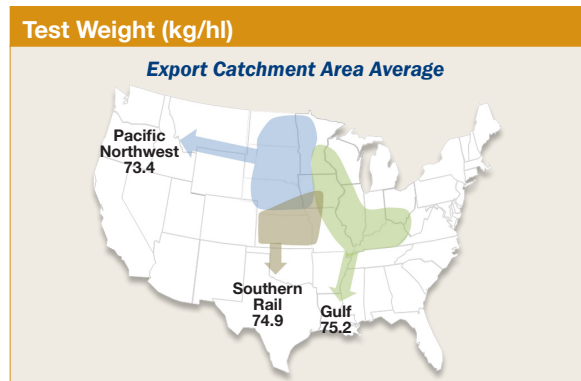 Test Weight (kg/hl)
Export Catchment Area Average
Pacific
Northwest
73.4
Southern
Rail
74.9
Gulf
75.2